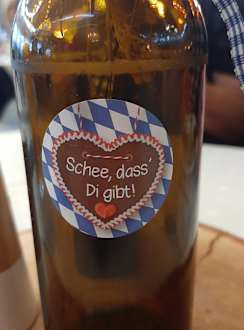 Schee, dass'
Di gibt!